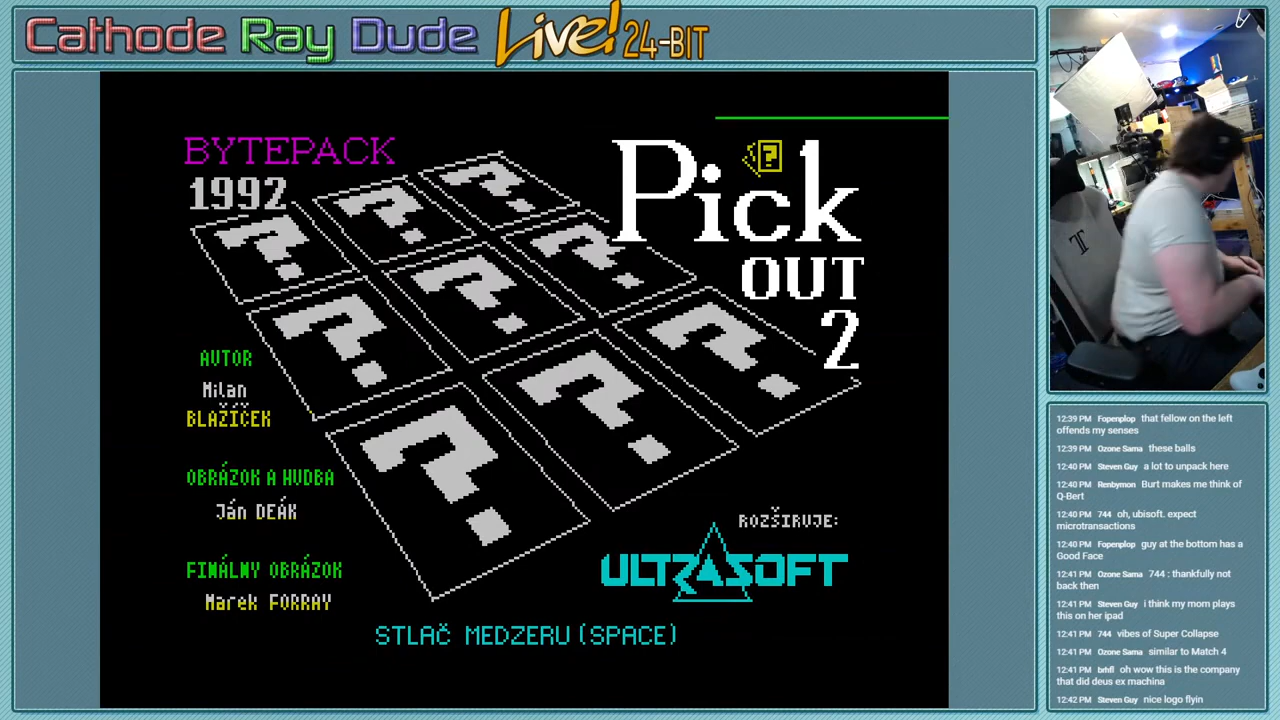 Cathode Ray Dude Live! 24-BIT
BYTEPACK
1992
Pick
OUT
2
AUTOR
Milan
BLAŽÍČEK
OBRÁZOK A HUDBA
Ján DEÁK
FINÁLNY OBRÁZOK
Marek FORRAY
ROZŠIRUJE:
ULTRASOFT
STLAČ MEDZERU (SPACE)
12:39 PM Fopenplop that fellow on the left
offends my senses
12:39 PM Ozone Sama these balls
12:40 PM Steven Guy a lot to unpack here
12:40 PM Renbymon Burt makes me think of
Q-Bert
12:40 PM 744 oh, ubisoft. expect
microtransactions
12:40 PM Fopenplop guy at the bottom has a
Good Face
12:41 PM Ozone Sama 744 : thankfully not
back then
12:41 PM Steven Guy i think my mom plays
this on her ipad
12:41 PM 744 vibes of Super Collapse
12:41 PM Ozone Sama similar to Match 4
12:41 PM bxhfl oh wow this is the company
that did deus ex machina
12:42 PM Steven Guy nice logo flyin